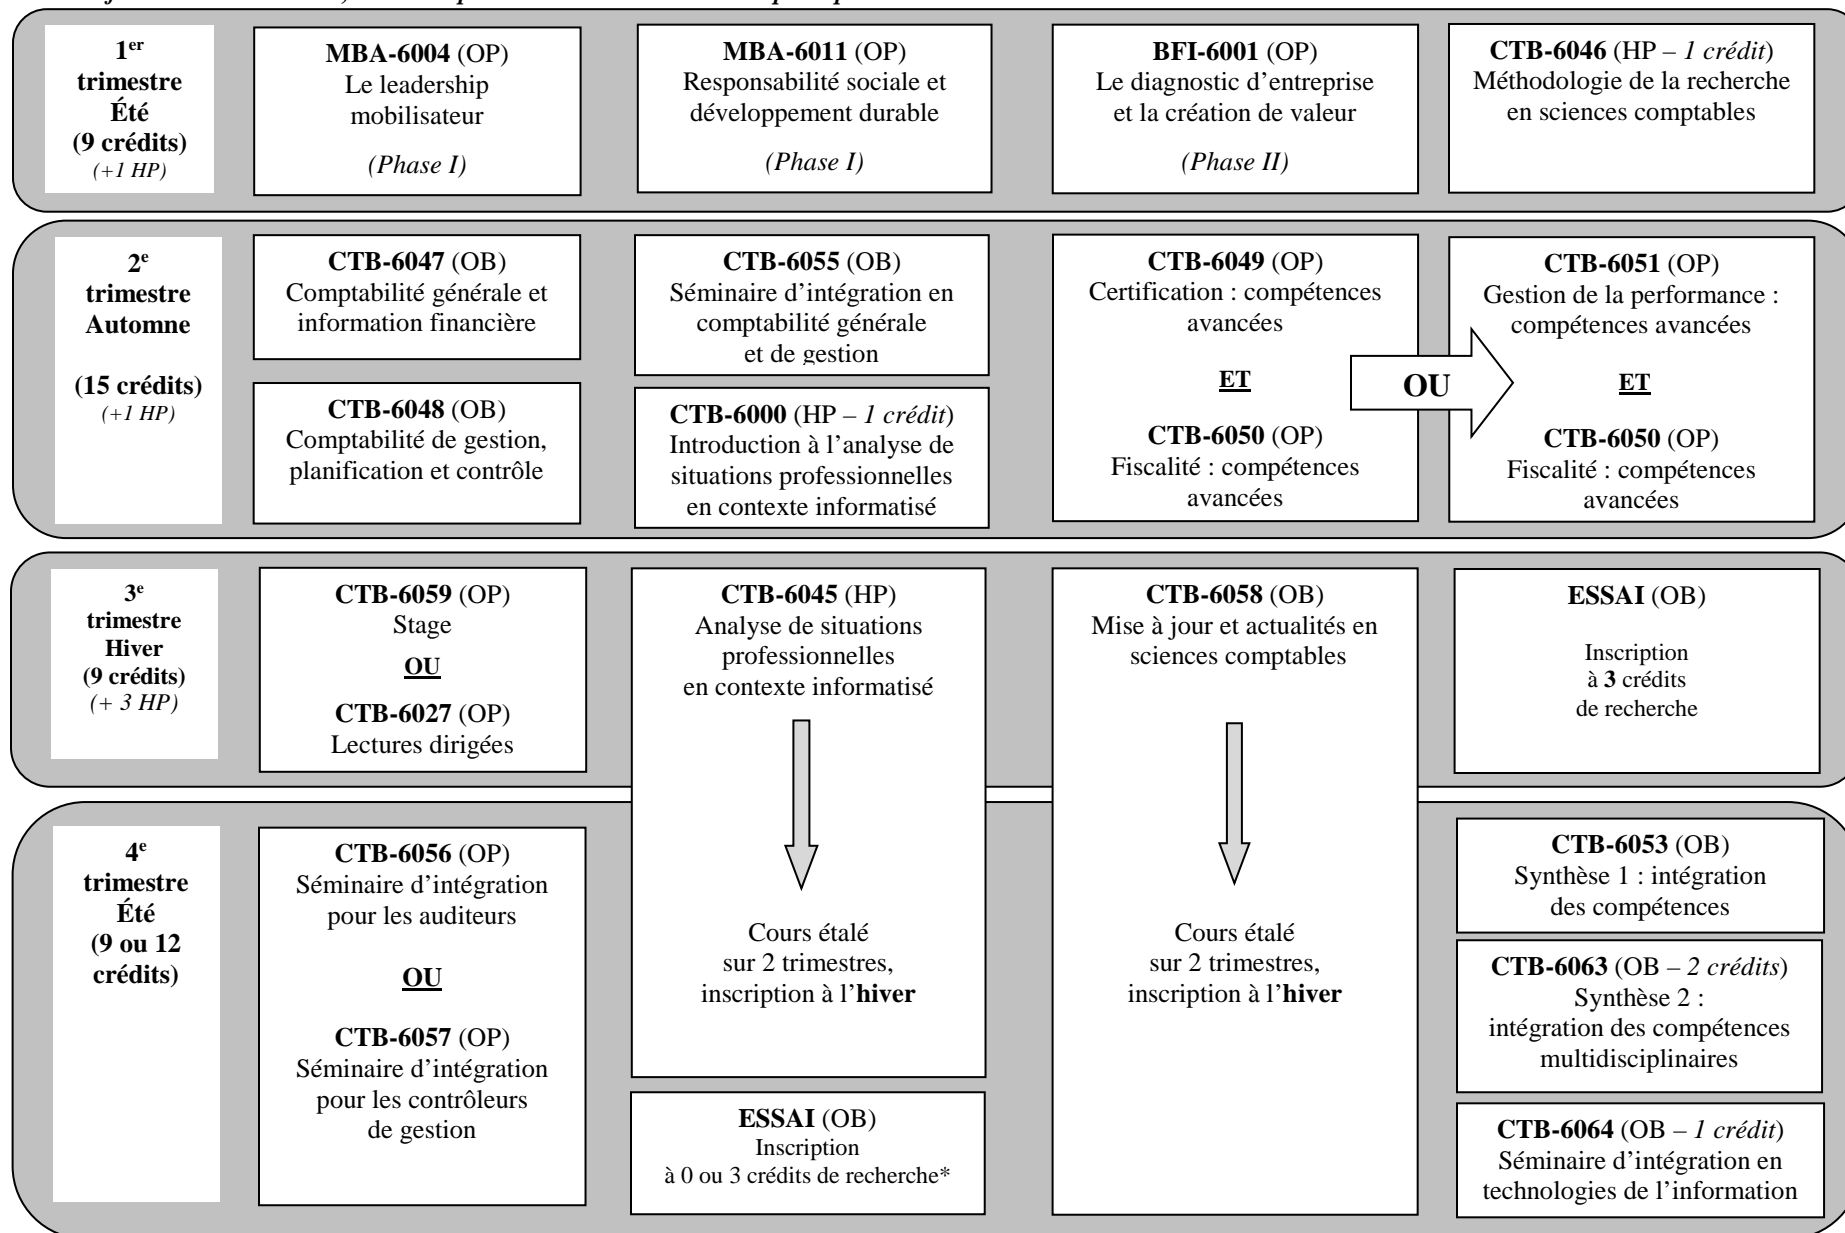 1er
trimestre
Été
(9 crédits)
(+1 HP)
MBA-6004 (OP)
Le leadership
mobilisateur
(Phase I)
MBA-6011 (OP)
Responsabilité sociale et
développement durable
(Phase I)
BFI-6001 (OP)
Le diagnostic d’entreprise
et la création de valeur
(Phase II)
CTB-6046 (HP – 1 crédit)
Méthodologie de la recherche
en sciences comptables
2e
trimestre
Automne
(15 crédits)
(+1 HP)
CTB-6047 (OB)
Comptabilité générale et
information financière
CTB-6048 (OB)
Comptabilité de gestion,
planification et contrôle
CTB-6055 (OB)
Séminaire d’intégration en
comptabilité générale
et de gestion
CTB-6000 (HP – 1 crédit)
Introduction à l’analyse de
situations professionnelles
en contexte informatisé
CTB-6049 (OP)
Certification : compétences
avancées
ET
CTB-6050 (OP)
Fiscalité : compétences
avancées
OU
CTB-6051 (OP)
Gestion de la performance :
compétences avancées
ET
CTB-6050 (OP)
Fiscalité : compétences
avancées
3e
trimestre
Hiver
(9 crédits)
(+ 3 HP)
CTB-6059 (OP)
Stage
OU
CTB-6027 (OP)
Lectures dirigées
CTB-6045 (HP)
Analyse de situations
professionnelles
en contexte informatisé
Cours étalé
sur 2 trimestres,
inscription à l’hiver
CTB-6058 (OB)
Mise à jour et actualités en
sciences comptables
Cours étalé
sur 2 trimestres,
inscription à l’hiver
ESSAI (OB)
Inscription
à 3 crédits
de recherche
4e
trimestre
Été
(9 ou 12
crédits)
CTB-6056 (OP)
Séminaire d’intégration
pour les auditeurs
OU
CTB-6057 (OP)
Séminaire d’intégration
pour les contrôleurs
de gestion
ESSAI (OB)
Inscription
à 0 ou 3 crédits de recherche*
CTB-6053 (OB)
Synthèse 1 : intégration
des compétences
CTB-6063 (OB – 2 crédits)
Synthèse 2 :
intégration des compétences
multidisciplinaires
CTB-6064 (OB – 1 crédit)
Séminaire d’intégration en
technologies de l’information